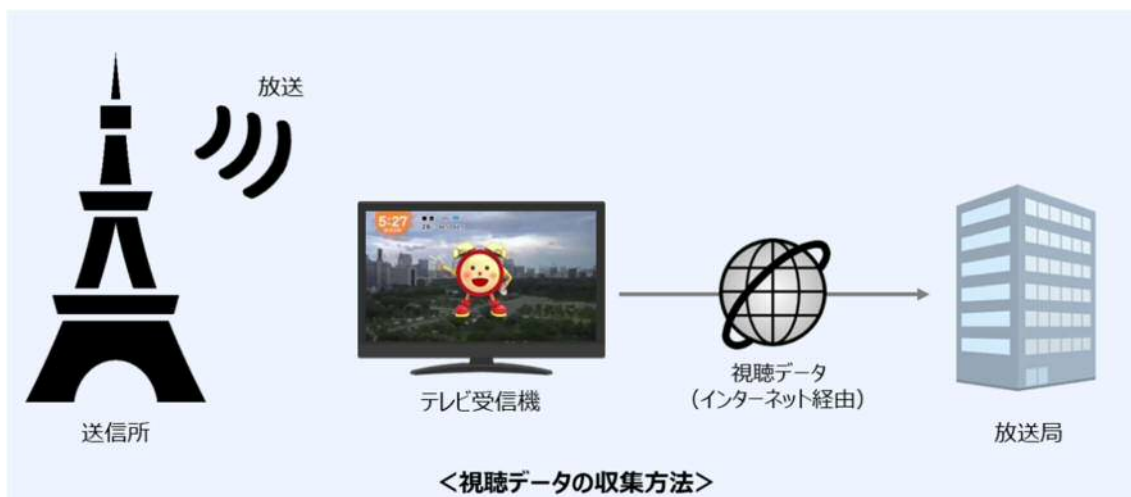 放送
5:27
送信所
テレビ受信機
視聴データ
(インターネット経由)
放送局
<視聴データの収集方法>